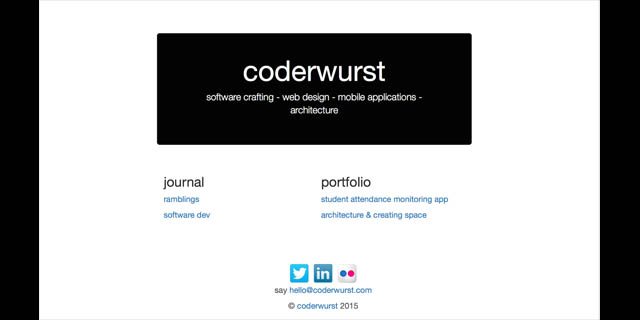 coderwurst
software crafting - web design - mobile applications -
architecture
journal
ramblings
software dev
portfolio
student attendance monitoring app
architecture & creating space
in
say hello@coderwurst.com
© coderwurst 2015